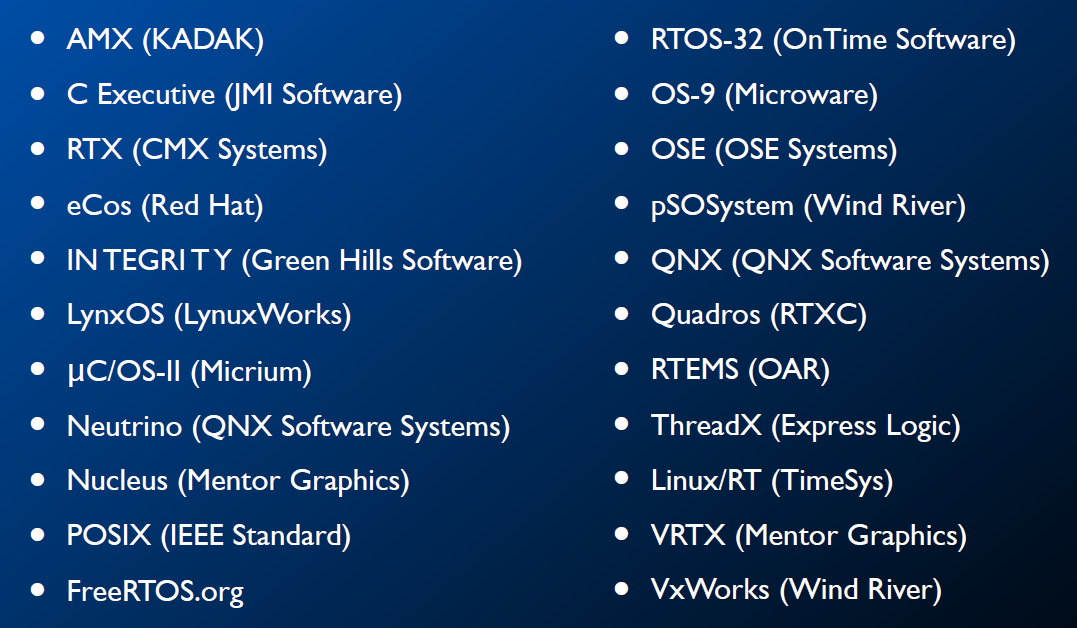 • AMX (KADAK)
• C Executive (JMI Software)
• RTX (CMX Systems)
• eCos (Red Hat)
• INTEGRITY (Green Hills Software)
• LynxOS (LynuxWorks)
• µC/OS-II (Micrium)
• Neutrino (QNX Software Systems)
• Nucleus (Mentor Graphics)
• POSIX (IEEE Standard)
• FreeRTOS.org
• RTOS-32 (OnTime Software)
• OS-9 (Microware)
• OSE (OSE Systems)
• pSOSystem (Wind River)
• QNX (QNX Software Systems)
• Quadros (RTXC)
• RTEMS (OAR)
• ThreadX (Express Logic)
• Linux/RT (TimeSys)
• VRTX (Mentor Graphics)
• VxWorks (Wind River)